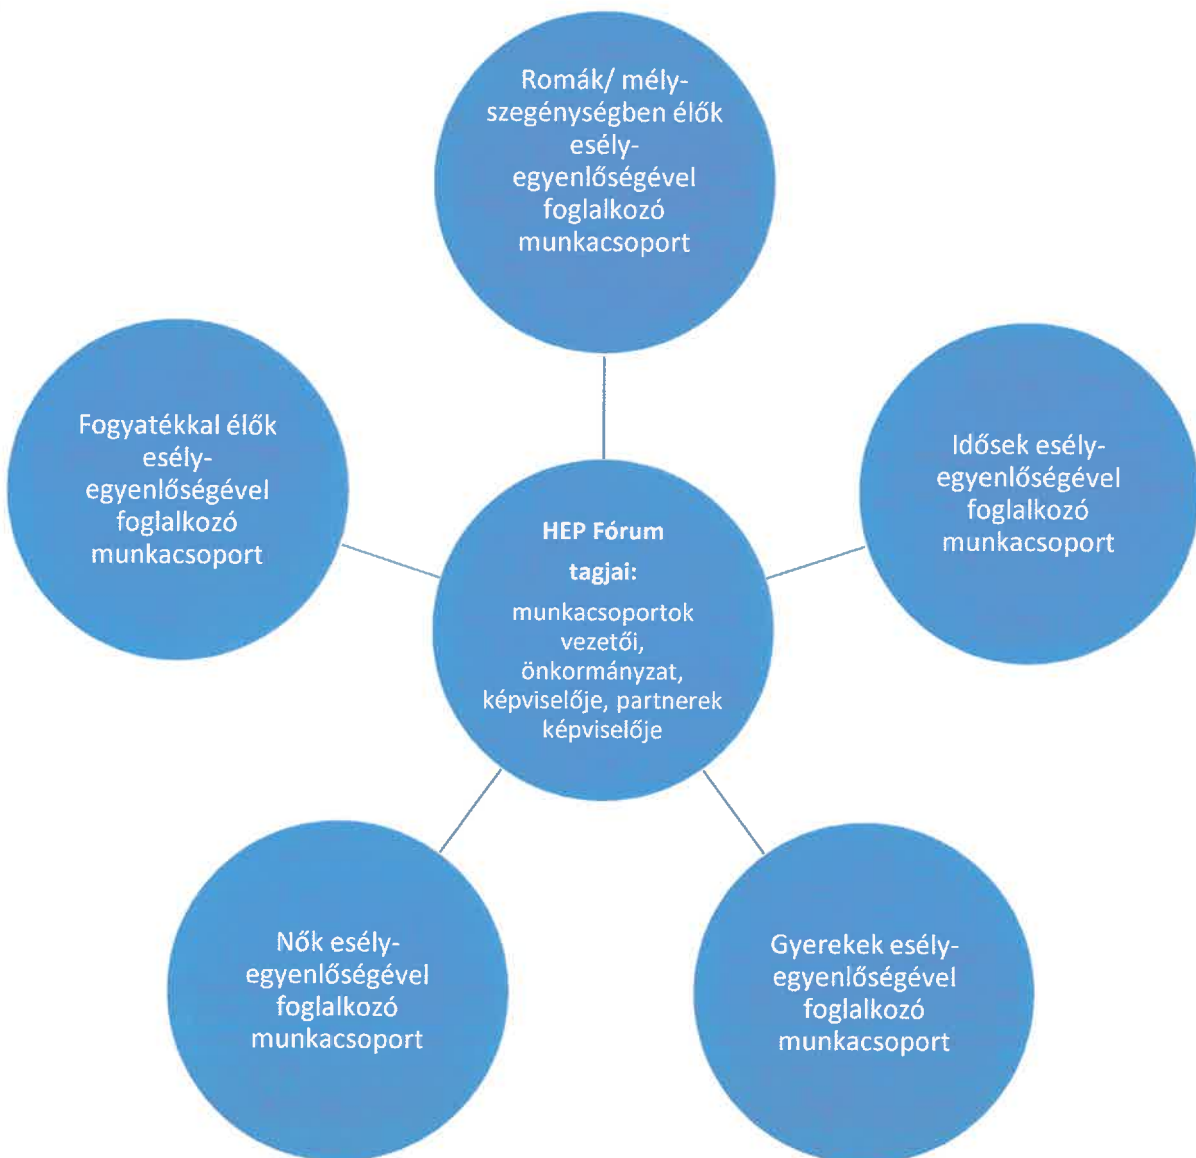 Romák/ mély-
szegénységben élők
esély-
egyenlőségével
foglalkozó
munkacsoport
Fogyatékkal élők
esély-
egyenlőségével
foglalkozó
munkacsoport
Idősek esély-
egyenlőségével
foglalkozó
munkacsoport
HEP Fórum
tagjai:
munkacsoportok
vezetői,
önkormányzat,
képviselője, partnerek
képviselője
Nők esély-
egyenlőségével
foglalkozó
munkacsoport
Gyerekek esély-
egyenlőségével
foglalkozó
munkacsoport